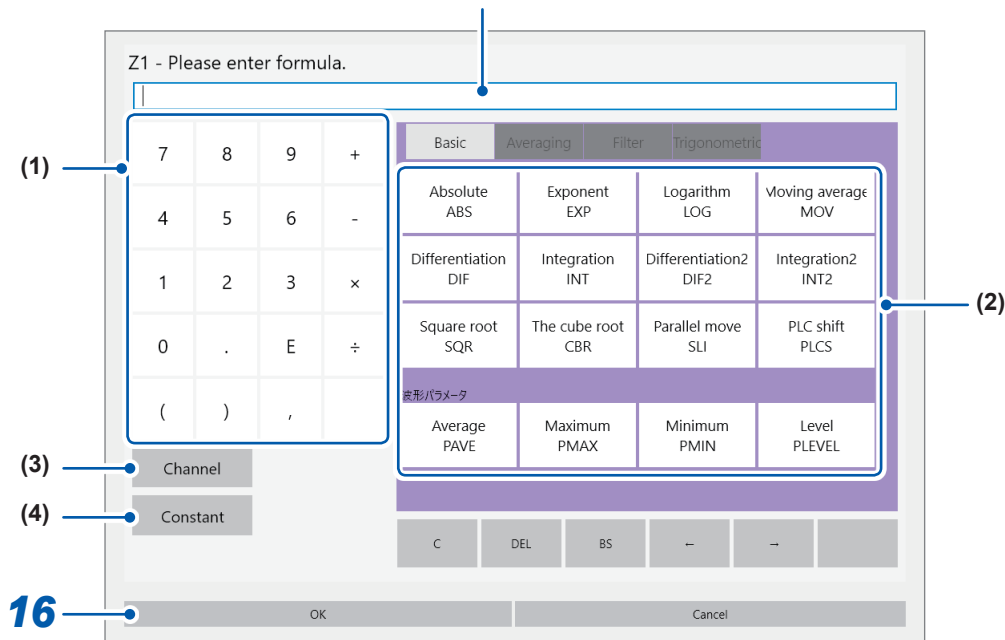 Z1 - Please enter formula.
(1)
7 8 9 +
4 5 6 -
1 2 3 ×
0 . E ÷
( ) ,
Basic Averaging Filter Trigonometric
Absolute Exponent Logarithm Moving average
ABS EXP LOG MOV
Differentiation Integration Differentiation2 Integration2
DIF INT DIF2 INT2
(2)
Square root The cube root Parallel move PLC shift
SQR CBR SLI PLCS
波形パラメータ
Average Maximum Minimum Level
PAVE PMAX PMIN PLEVEL
(3) Channel
(4) Constant
C DEL BS ← →
16 OK Cancel